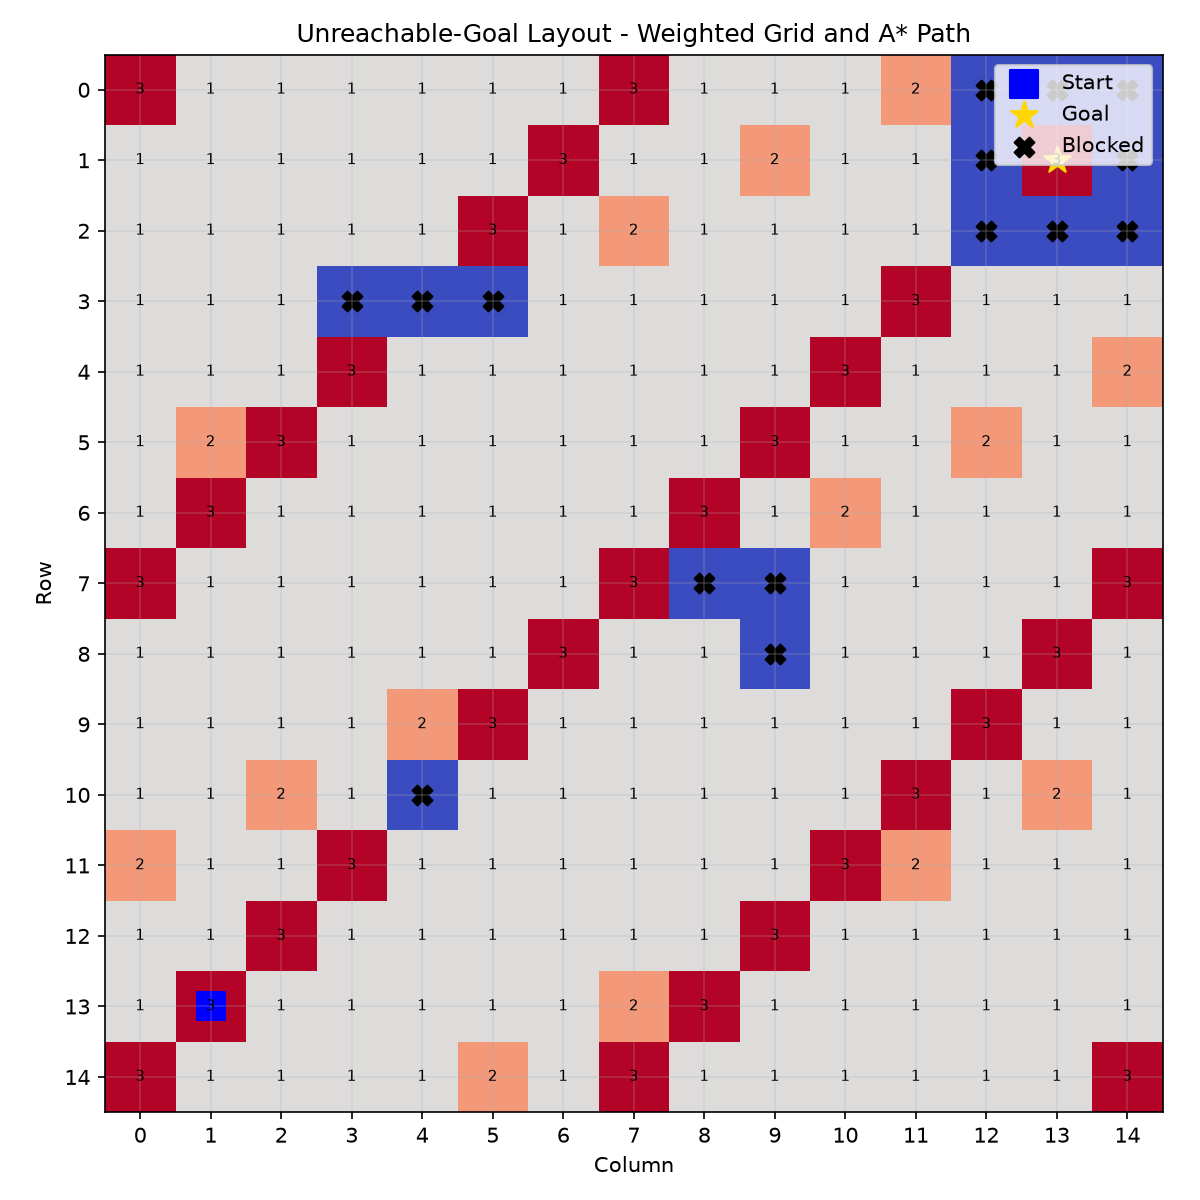 Unreachable-Goal Layout - Weighted Grid and A* Path
Start
Goal
Blocked
0 3 1 1 1 1 1 1 3 1 1 1 2
1 1 1 1 1 1 1 3 1 1 2 1 1 3
2 1 1 1 1 1 3 1 2 1 1 1 1
3 1 1 1 1 1 1 1 1 3 1 1 1
4 1 1 1 3 1 1 1 1 1 1 3 1 1 1 2
5 1 2 3 1 1 1 1 1 1 3 1 1 2 1 1
6 1 3 1 1 1 1 1 1 3 1 2 1 1 1 1
7 3 1 1 1 1 1 1 3 1 1 1 1 3
8 1 1 1 1 1 1 3 1 1 1 1 1 3 1
9 1 1 1 1 2 3 1 1 1 1 1 1 3 1 1
10 1 1 2 1 1 1 1 1 1 1 3 1 2 1
11 2 1 1 3 1 1 1 1 1 1 3 2 1 1 1
12 1 1 3 1 1 1 1 1 1 3 1 1 1 1 1
13 1 3 1 1 1 1 1 2 3 1 1 1 1 1 1
14 3 1 1 1 1 2 1 3 1 1 1 1 1 1 3
0 1 2 3 4 5 6 7 8 9 10 11 12 13 14
Column
Row